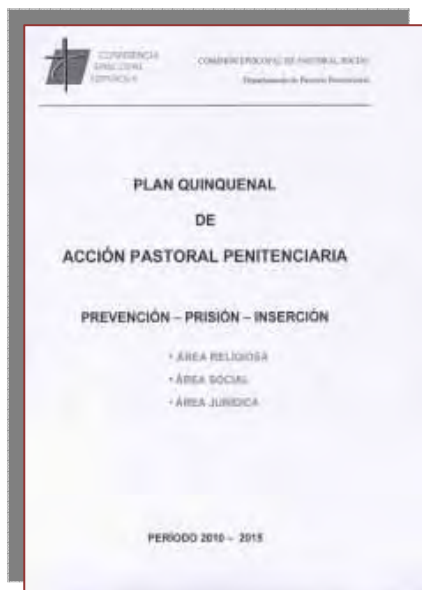 CONFERENCIA
EPISCOPAL
ESPAÑOLA
COMISIÓN EPISCOPAL DE PASTORAL SOCIAL
Departamento de Pastoral Penitenciaria
PLAN QUINQUENAL
DE
ACCIÓN PASTORAL PENITENCIARIA
PREVENCIÓN – PRISIÓN – INSERCIÓN
• ÁREA RELIGIOSA
• ÁREA SOCIAL
• ÁREA JURÍDICA
PERÍODO 2010 – 2015